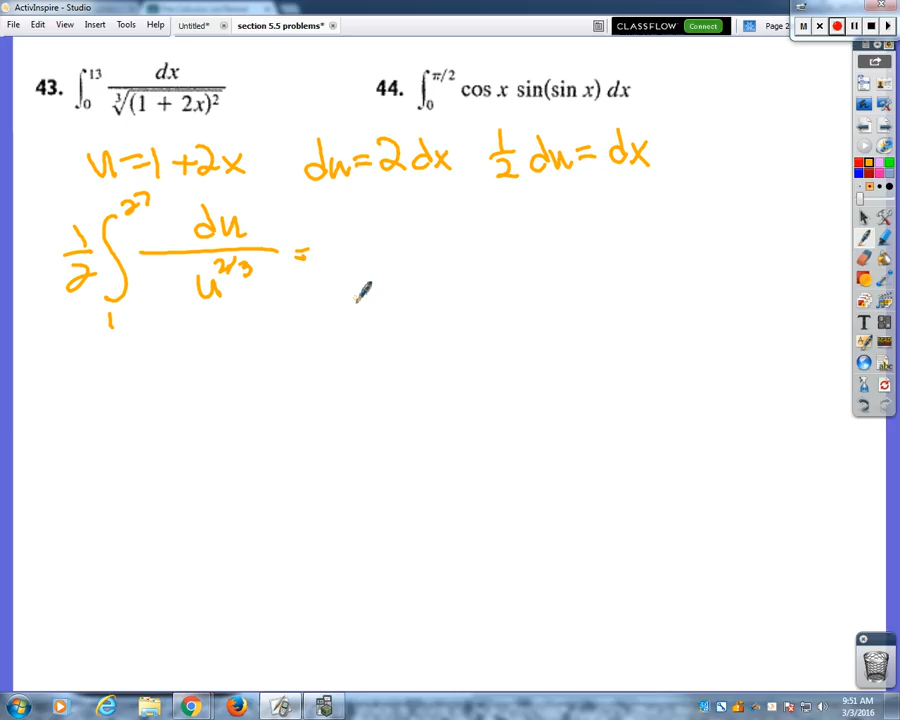 ActivInspire - Studio
File Edit View Insert Tools Help Untitled* section 5.5 problems* CLASSFLOW Connect Page 2
43. ∫₀¹³ dx / ∛(1 + 2x)² 44. ∫₀^π/2 cos x sin(sin x) dx
u = 1 + 2x du = 2 dx 1/2 du = dx
1/2 ∫₁²⁷ du / u^2/3 =
9:51 AM
3/3/2016